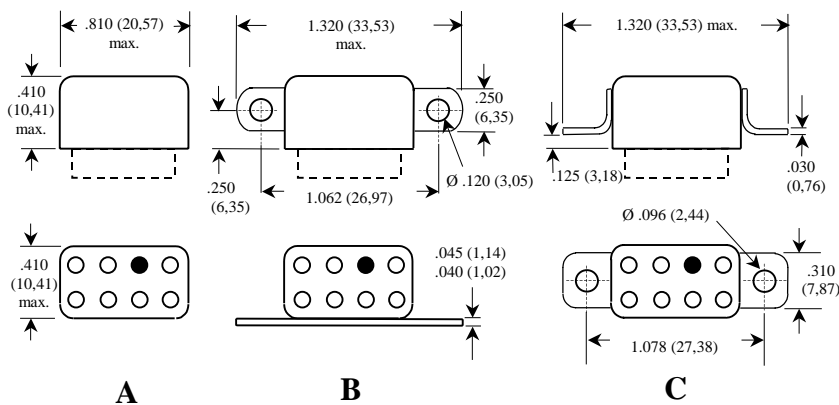 .810 (20,57)
max.
1.320 (33,53)
max.
1.320 (33,53) max.
.410
(10,41)
max.
.250
(6,35)
.250
(6,35)
1.062 (26,97)
Ø .120 (3,05)
.125 (3,18)
.030
(0,76)
.410
(10,41)
max.
.045 (1,14)
.040 (1,02)
Ø .096 (2,44)
.310
(7,87)
1.078 (27,38)
A
B
C